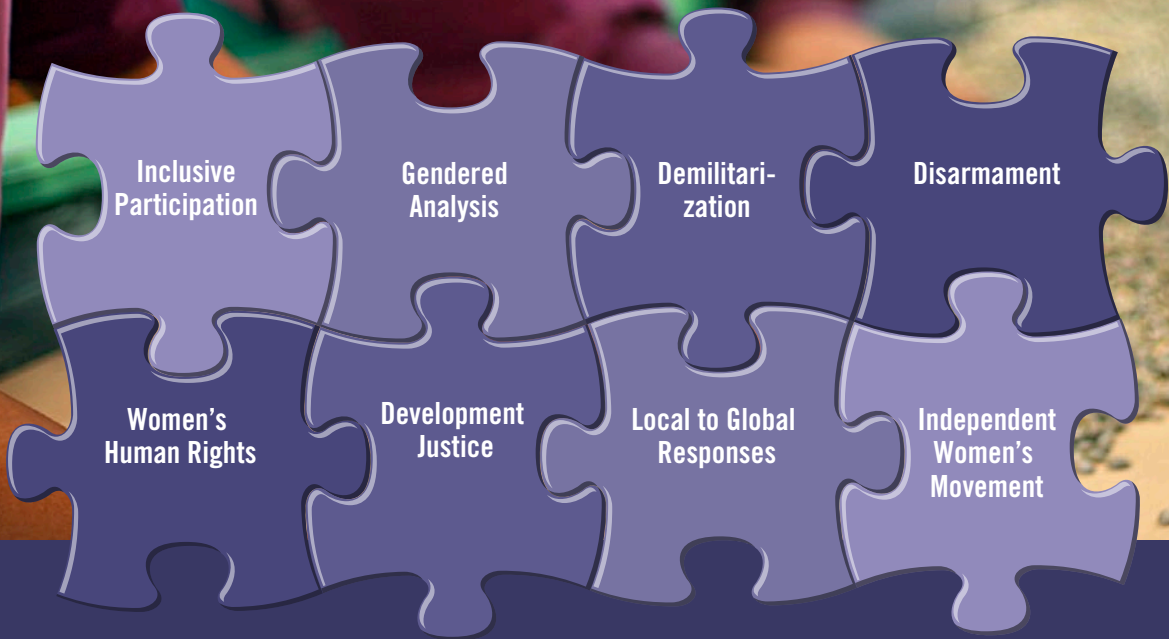 Inclusive
Participation
Gendered
Analysis
Demilitari-
zation
Disarmament
Women's
Human Rights
Development
Justice
Local to Global
Responses
Independent
Women's
Movement